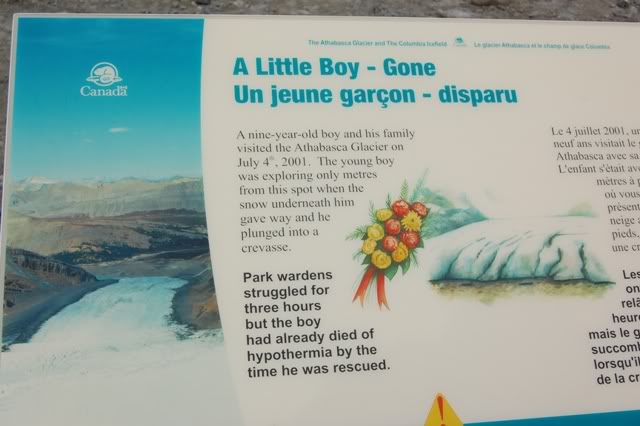 The Athabasca Glacier and The Columbia Icefield
Le glacier Athabasca et le champ de glace Columbia
Canada
A Little Boy - Gone
Un jeune garçon - disparu
A nine-year-old boy and his family
visited the Athabasca Glacier on
July 4th, 2001. The young boy
was exploring only metres
from this spot when the
snow underneath him
gave way and he
plunged into a
crevasse.
Park wardens
struggled for
three hours
but the boy
had already died of
hypothermia by the
time he was rescued.
Le 4 juillet 2001, un
neuf ans visitait le
Athabasca avec sa
L'enfant s'était av
mètres à p
où vous
présent
neige
pieds,
une cr
Les
on
relâ
heure
mais le g
succomb
lorsqu'il
de la cr